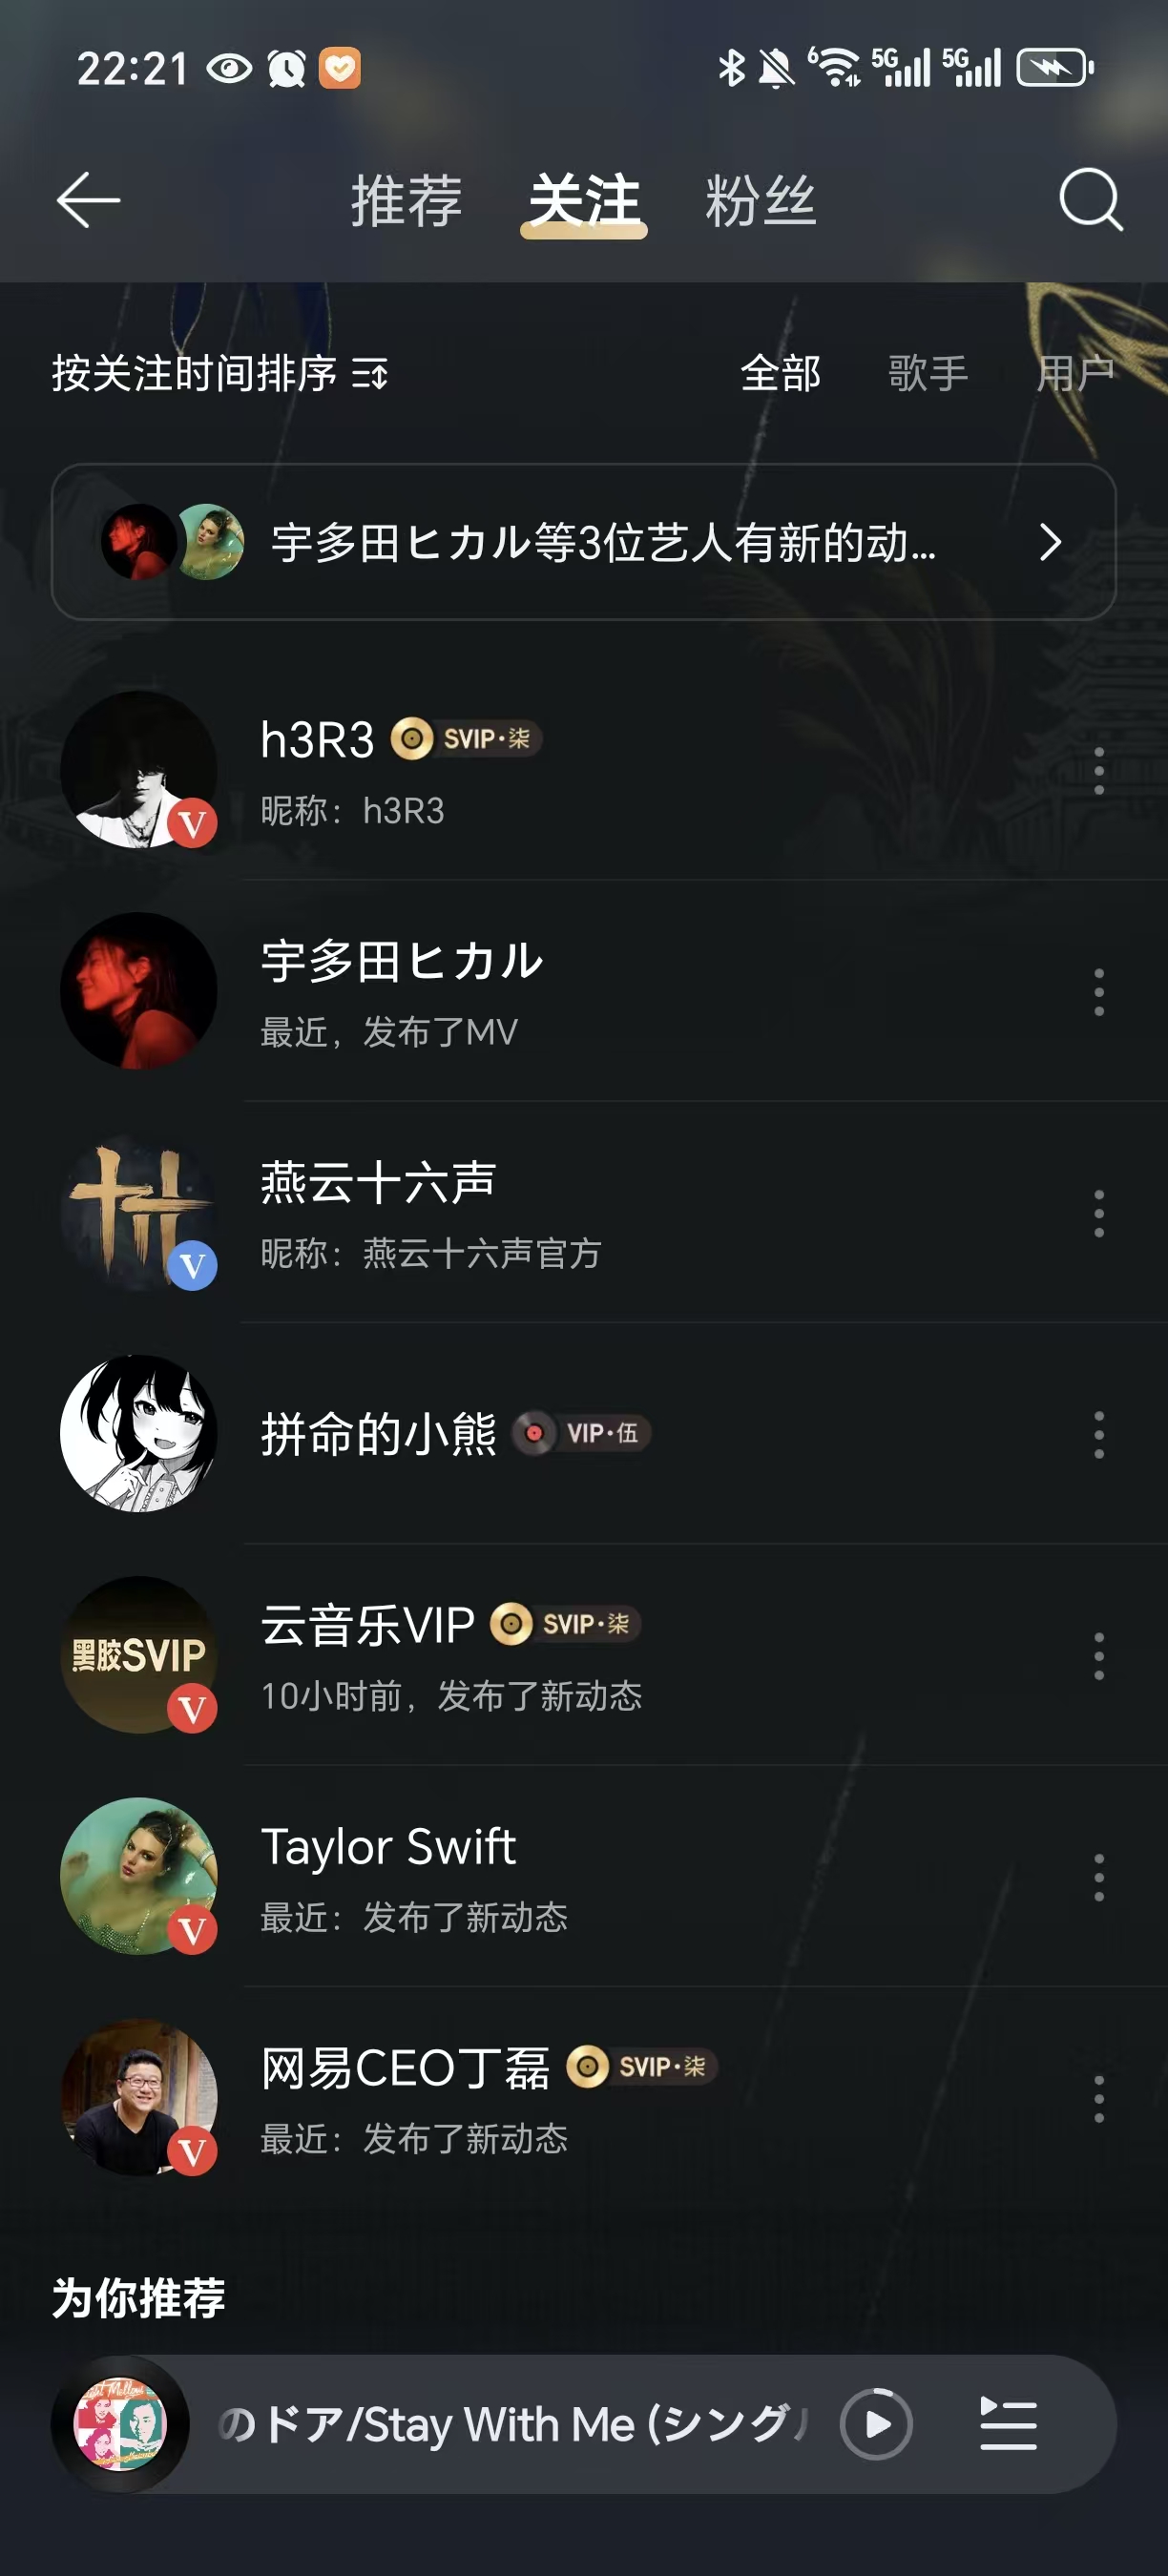 22:21
6 5G 5G
推荐 关注 粉丝
按关注时间排序 全部 歌手 用户
宇多田ヒカル等3位艺人有新的动...
h3R3 SVIP·柒
昵称：h3R3
V
宇多田ヒカル
最近，发布了MV
燕云十六声
昵称：燕云十六声官方
V
拼命的小熊 VIP·伍
云音乐VIP SVIP·柒
黑胶SVIP
10小时前，发布了新动态
V
Taylor Swift
最近：发布了新动态
V
网易CEO丁磊 SVIP·柒
最近：发布了新动态
V
为你推荐
のドア/Stay With Me (シング